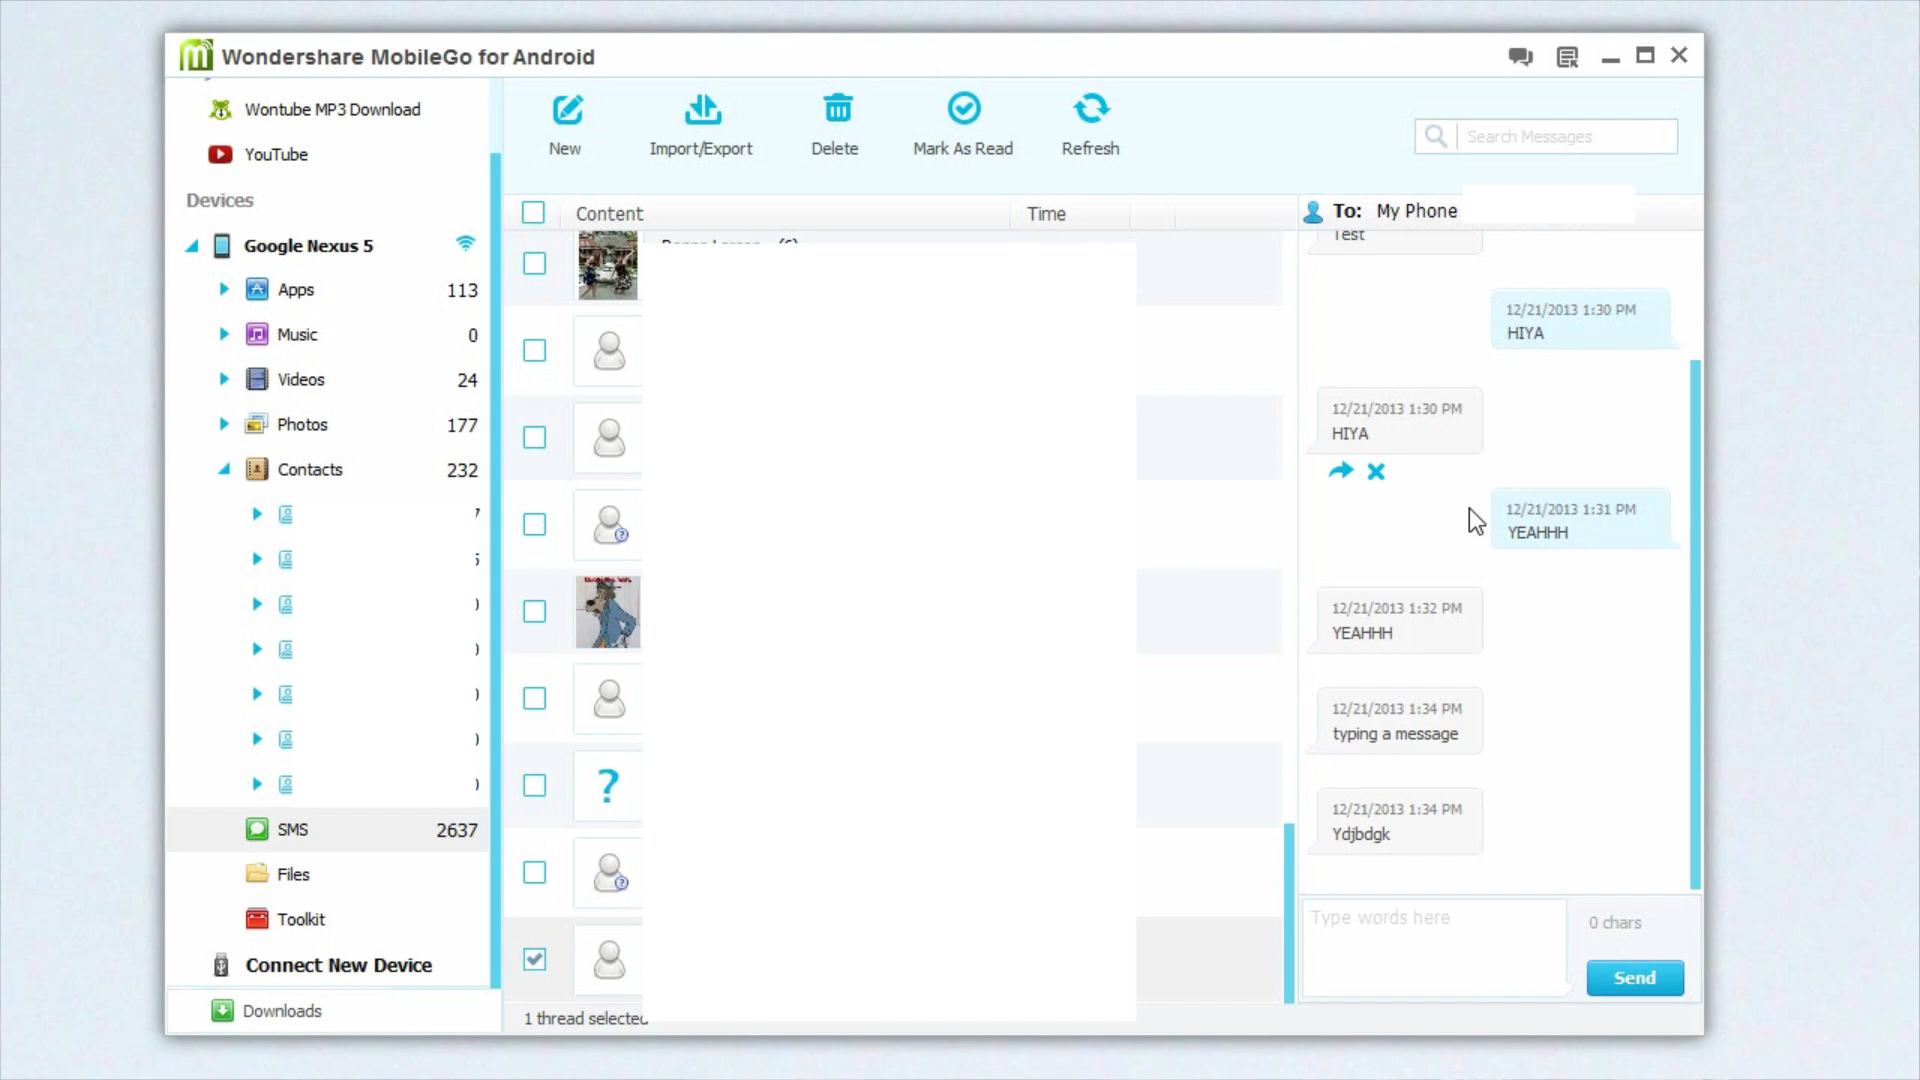 Wondershare MobileGo for Android
Wontube MP3 Download
YouTube
Devices
Google Nexus 5
Apps 113
Music 0
Videos 24
Photos 177
Contacts 232
SMS 2637
Files
Toolkit
Connect New Device
Downloads
New
Import/Export
Delete
Mark As Read
Refresh
Search Messages
Content
Time
?
1 thread selected
To: My Phone
Test
12/21/2013 1:30 PM
HIYA
12/21/2013 1:30 PM
HIYA
12/21/2013 1:31 PM
YEAHHH
12/21/2013 1:32 PM
YEAHHH
12/21/2013 1:34 PM
typing a message
12/21/2013 1:34 PM
Ydjbdgk
Type words here
0 chars
Send